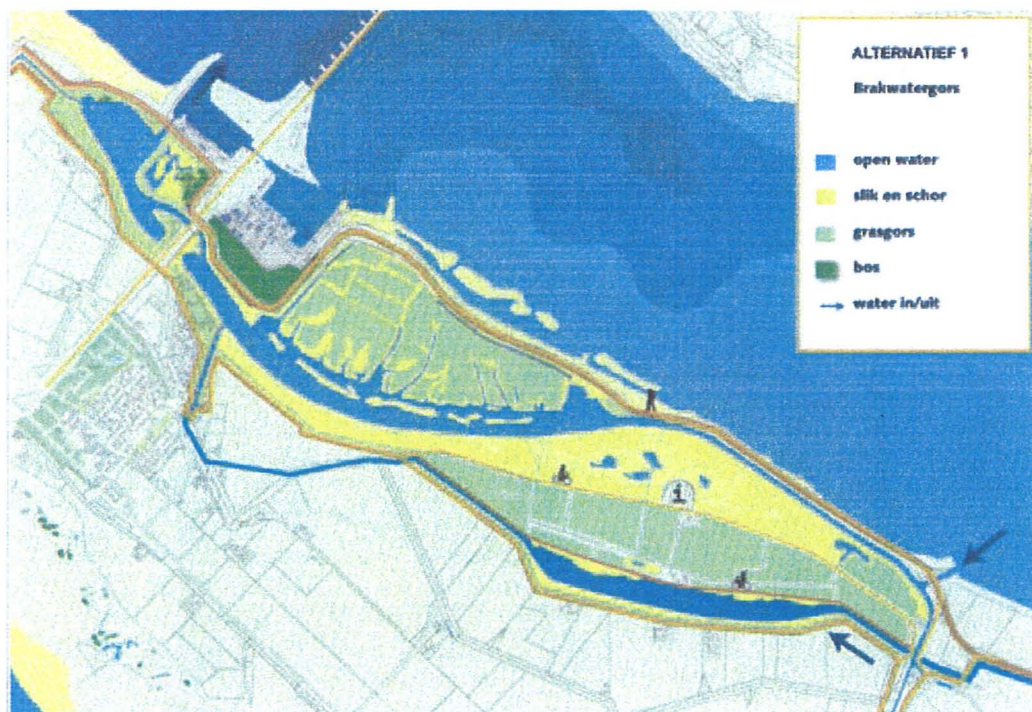 ALTERNATIEF 1
Brakwatergors
open water
slik en schor
grasgors
bos
water in/uit
i